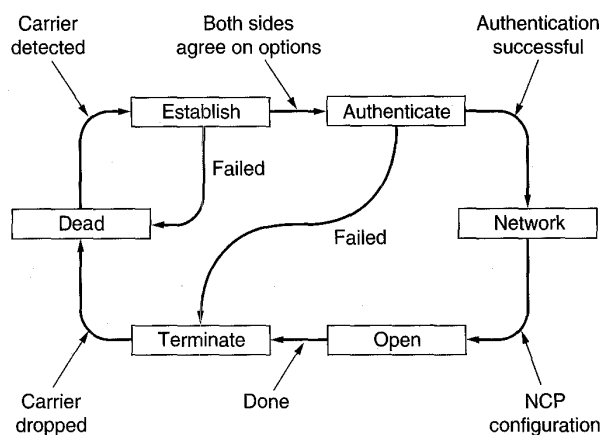 Carrier
detected
Both sides
agree on options
Authentication
successful
Establish
Authenticate
Failed
Dead
Failed
Network
Terminate
Open
Carrier
dropped
Done
NCP
configuration